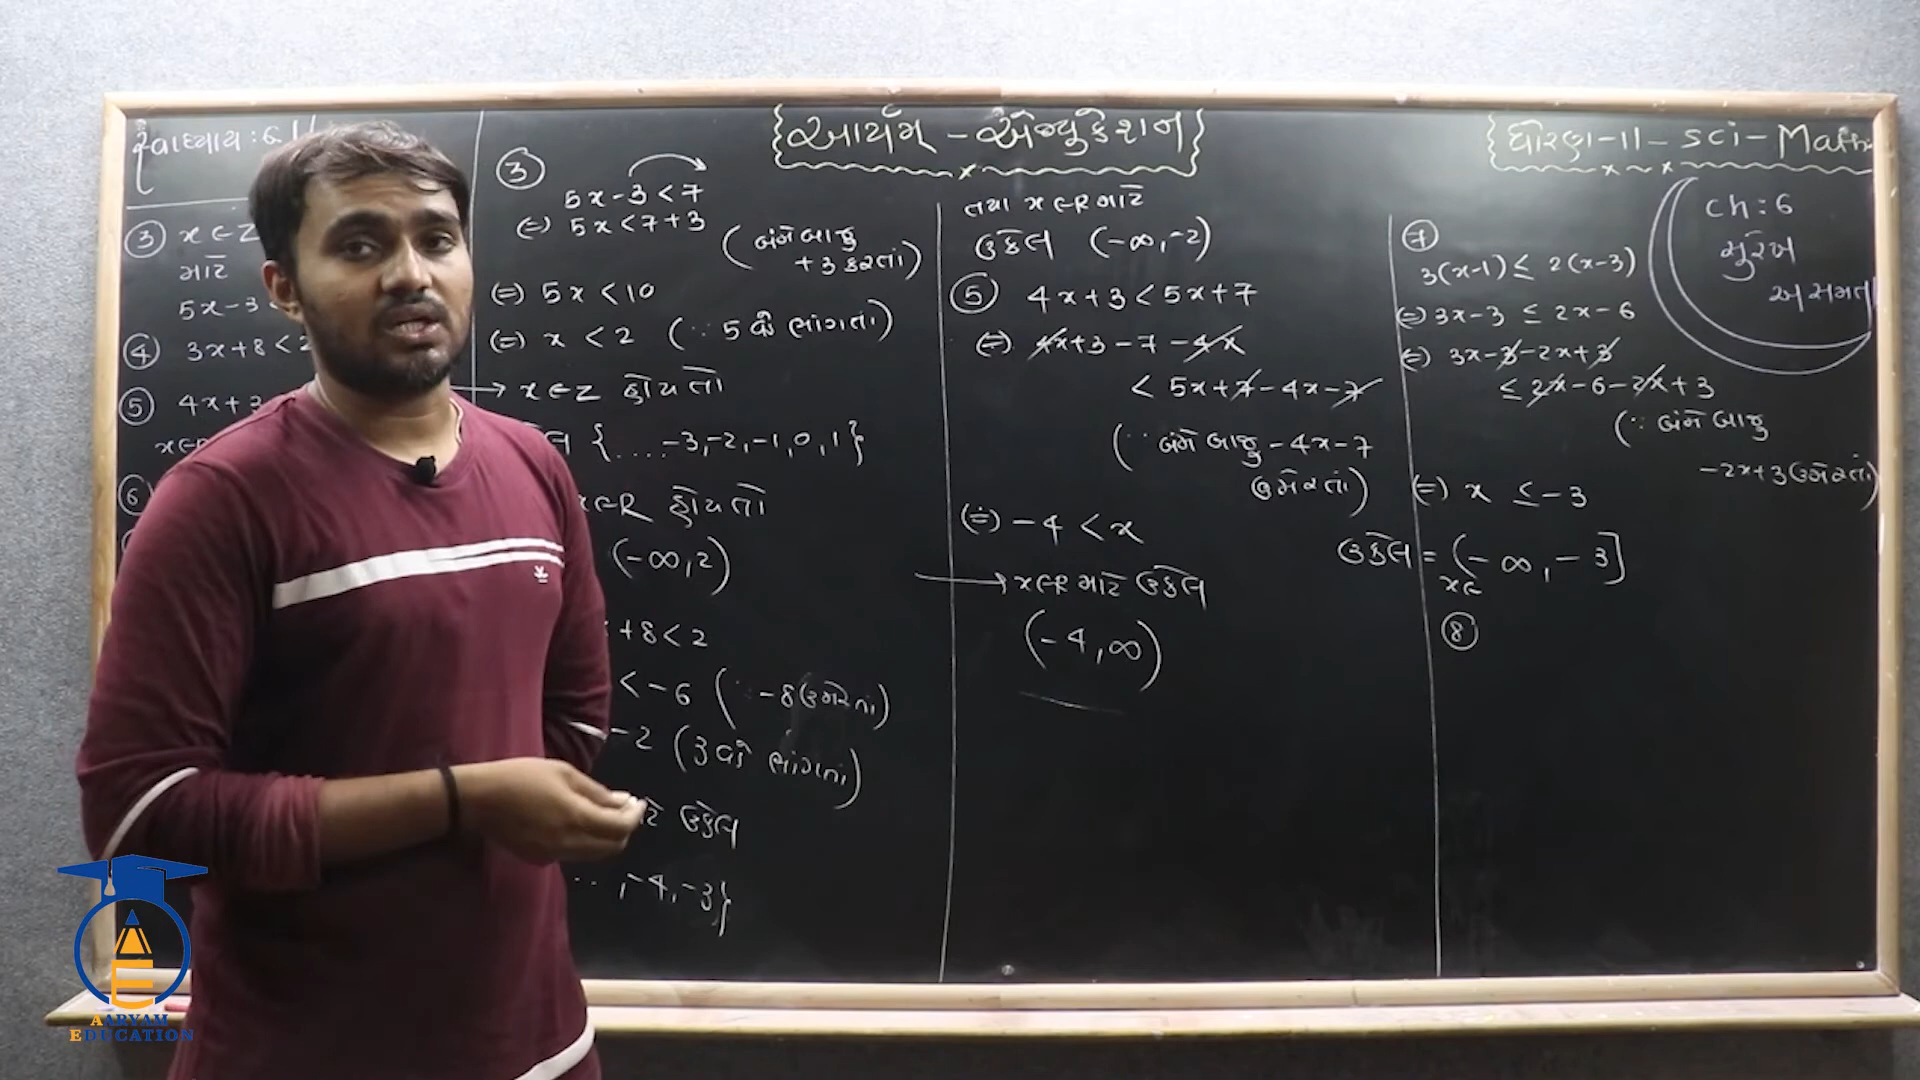 સ્વાધ્યાય : 6.1
③ x ∈ Z
માટે
5x - 3 <
④ 3x + 8 < 2
⑤ 4x + 3
x ∈ R
⑥
આર્યમ્ - એજ્યુકેશન
ધોરણ - 11 - sci - Maths
ch : 6
સુરેખ
અસમતા
③
5x - 3 < 7
(=) 5x < 7 + 3
(બંને બાજુ
+ 3 કરતાં)
(=) 5x < 10
(=) x < 2 (∵ 5 વડે ભાંગતાં)
→ x ∈ Z હોય તો
{.... -3, -2, -1, 0, 1}
x ∈ R હોય તો
(-∞, 2)
+ 8 < 2
< -6 (∵ -8 ઉમેરતાં)
-2 (3 વડે ભાંગતાં)
માટે ઉકેલ
.. , -4, -3}
તથા x ∈ R માટે
ઉકેલ (-∞, -2)
⑤ 4x + 3 < 5x + 7
(=) 4x + 3 - 7 - 4x
< 5x + 7 - 4x - 7
(∵ બંને બાજુ - 4x - 7
ઉમેરતાં)
(=) -4 < x
→ x ∈ R માટે ઉકેલ
(-4, ∞)
⑦
3(x-1) ≤ 2(x-3)
(=) 3x - 3 ≤ 2x - 6
(=) 3x - 3 - 2x + 3
≤ 2x - 6 - 2x + 3
(∵ બંને બાજુ
-2x + 3 ઉમેરતાં)
(=) x ≤ -3
ઉકેલ = (-∞, -3]
x ∈
⑧
AARYAM
EDUCATION